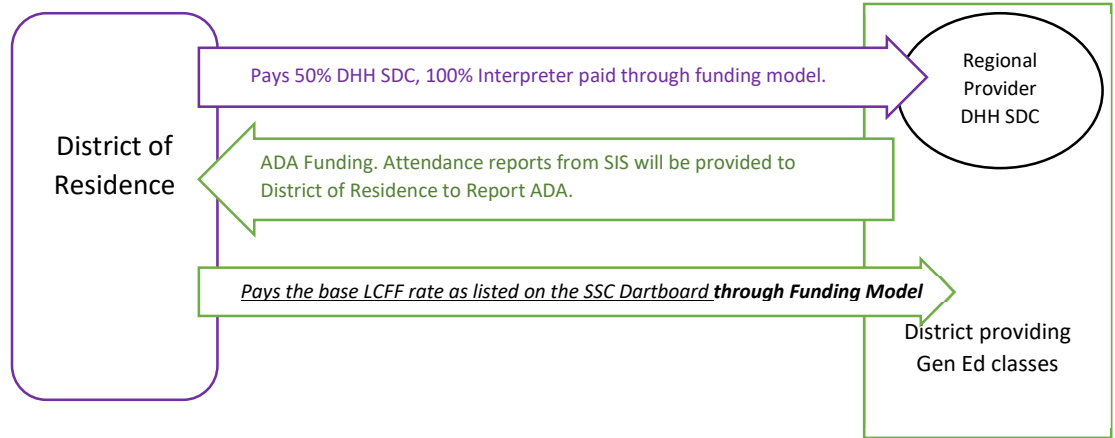 District of
Residence
Pays 50% DHH SDC, 100% Interpreter paid through funding model.
Regional
Provider
DHH SDC
ADA Funding. Attendance reports from SIS will be provided to
District of Residence to Report ADA.
Pays the base LCFF rate as listed on the SSC Dartboard through Funding Model
District providing
Gen Ed classes